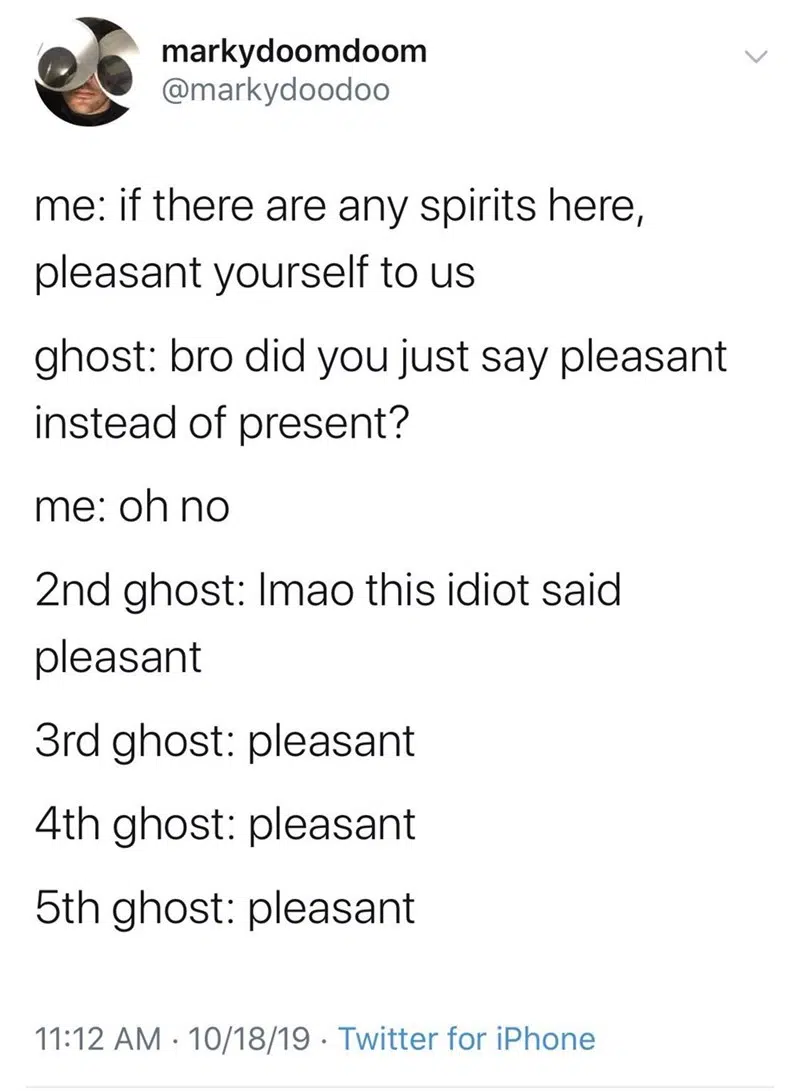 markydoomdoom
@markydoodoo
me: if there are any spirits here,
pleasant yourself to us
ghost: bro did you just say pleasant
instead of present?
me: oh no
2nd ghost: lmao this idiot said
pleasant
3rd ghost: pleasant
4th ghost: pleasant
5th ghost: pleasant
11:12 AM · 10/18/19 · Twitter for iPhone